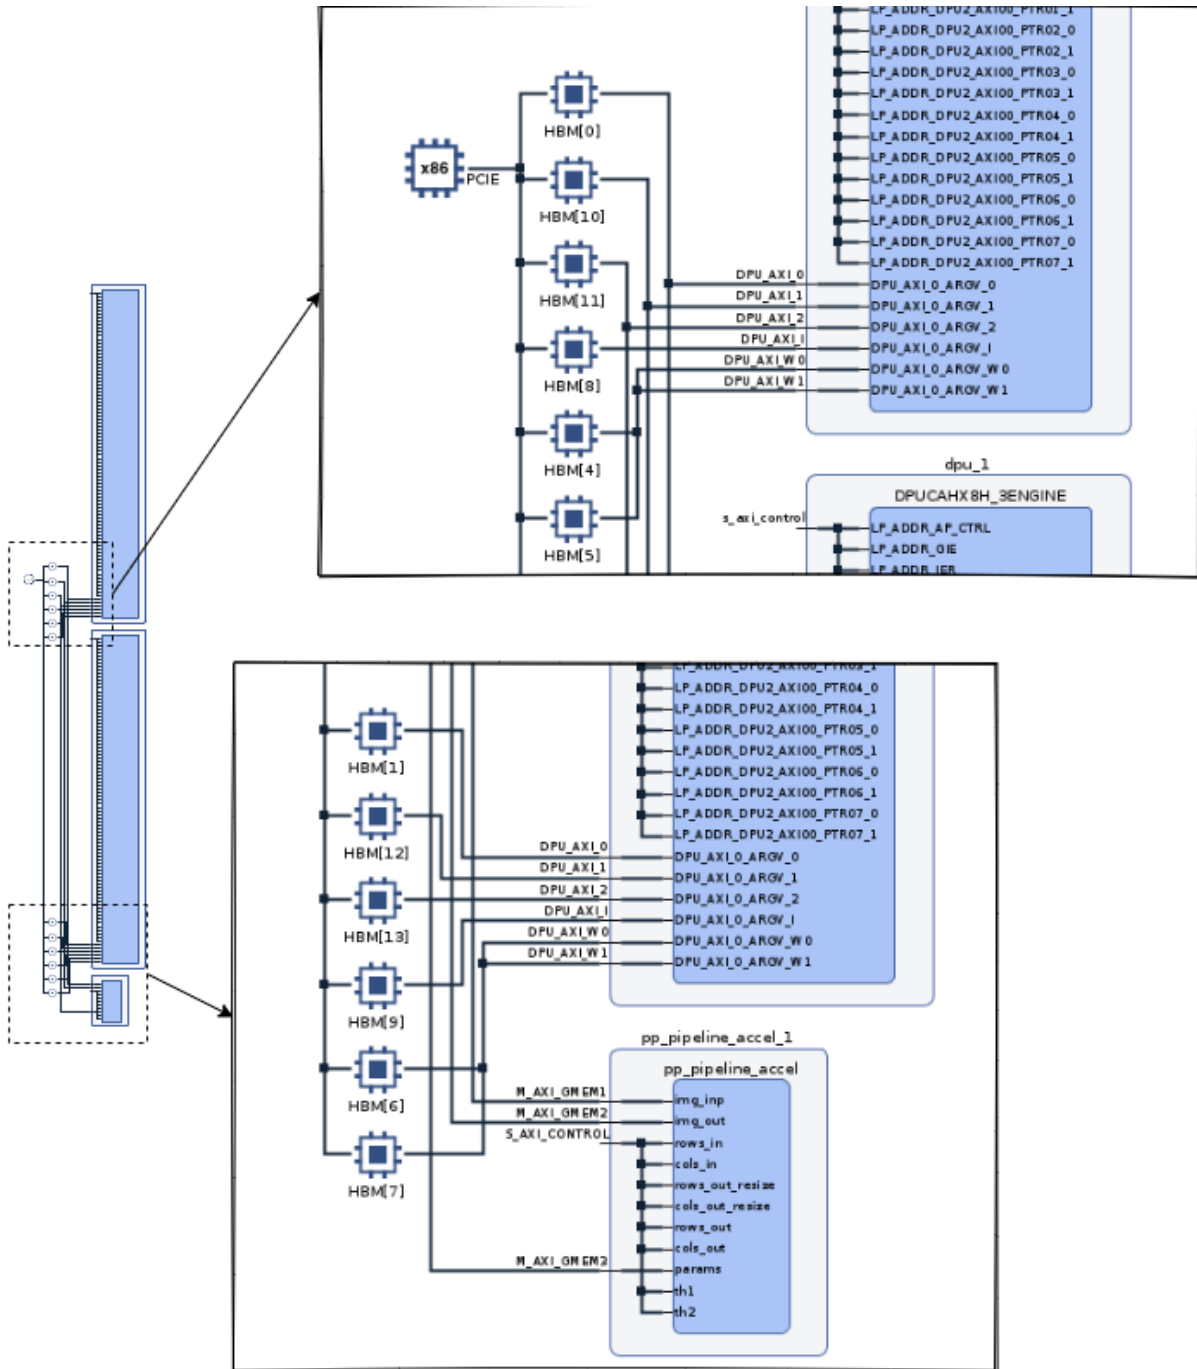 LP_ADDR_DPU2_AXI00_PTR01_1
LP_ADDR_DPU2_AXI00_PTR02_0
LP_ADDR_DPU2_AXI00_PTR02_1
LP_ADDR_DPU2_AXI00_PTR03_0
LP_ADDR_DPU2_AXI00_PTR03_1
LP_ADDR_DPU2_AXI00_PTR04_0
LP_ADDR_DPU2_AXI00_PTR04_1
LP_ADDR_DPU2_AXI00_PTR05_0
LP_ADDR_DPU2_AXI00_PTR05_1
LP_ADDR_DPU2_AXI00_PTR06_0
LP_ADDR_DPU2_AXI00_PTR06_1
LP_ADDR_DPU2_AXI00_PTR07_0
LP_ADDR_DPU2_AXI00_PTR07_1
x86
PCIE
HBM[0]
HBM[10]
HBM[11]
HBM[8]
HBM[4]
HBM[5]
DPU_AXI_0
DPU_AXI_1
DPU_AXI_2
DPU_AXI_I
DPU_AXI_W0
DPU_AXI_W1
DPU_AXI_0_ARGV_0
DPU_AXI_0_ARGV_1
DPU_AXI_0_ARGV_2
DPU_AXI_0_ARGV_I
DPU_AXI_0_ARGV_W0
DPU_AXI_0_ARGV_W1
dpu_1
DPUCAHX8H_3ENGINE
s_axi_control
LP_ADDR_AP_CTRL
LP_ADDR_GIE
LP_ADDR_IER
LP_ADDR_DPU2_AXI00_PTR03_1
LP_ADDR_DPU2_AXI00_PTR04_0
LP_ADDR_DPU2_AXI00_PTR04_1
LP_ADDR_DPU2_AXI00_PTR05_0
LP_ADDR_DPU2_AXI00_PTR05_1
LP_ADDR_DPU2_AXI00_PTR06_0
LP_ADDR_DPU2_AXI00_PTR06_1
LP_ADDR_DPU2_AXI00_PTR07_0
LP_ADDR_DPU2_AXI00_PTR07_1
HBM[1]
HBM[12]
HBM[13]
HBM[9]
HBM[6]
HBM[7]
DPU_AXI_0
DPU_AXI_1
DPU_AXI_2
DPU_AXI_I
DPU_AXI_W0
DPU_AXI_W1
DPU_AXI_0_ARGV_0
DPU_AXI_0_ARGV_1
DPU_AXI_0_ARGV_2
DPU_AXI_0_ARGV_I
DPU_AXI_0_ARGV_W0
DPU_AXI_0_ARGV_W1
pp_pipeline_accel_1
pp_pipeline_accel
M_AXI_GMEM1
M_AXI_GMEM2
S_AXI_CONTROL
M_AXI_GMEM3
img_inp
img_out
rows_in
cols_in
rows_out_resize
cols_out_resize
rows_out
cols_out
params
th1
th2